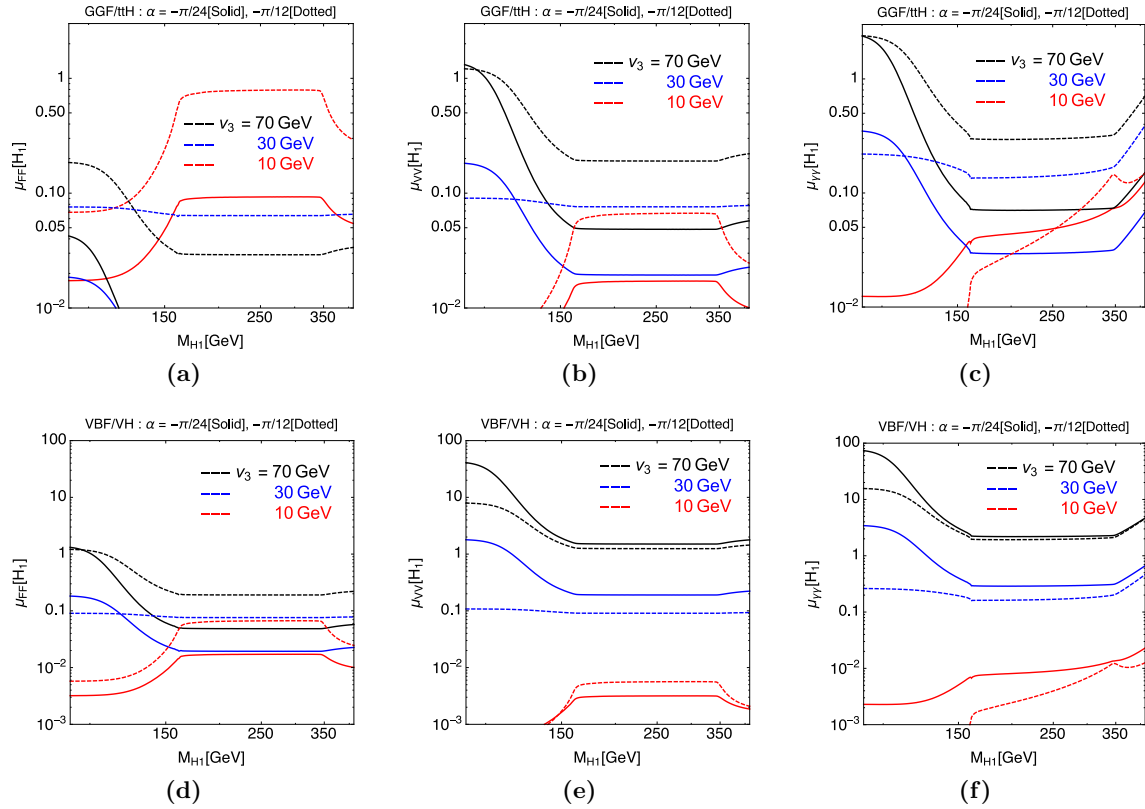 GGF/ttH : α = −π/24[Solid], −π/12[Dotted]
μFF[H1]
1
0.50
0.10
0.05
10−2
v3 = 70 GeV
30 GeV
10 GeV
150 250 350
MH1[GeV]
(a)
GGF/ttH : α = −π/24[Solid], −π/12[Dotted]
μVV[H1]
1
0.50
0.10
0.05
10−2
v3 = 70 GeV
30 GeV
10 GeV
150 250 350
MH1[GeV]
(b)
GGF/ttH : α = −π/24[Solid], −π/12[Dotted]
μγγ[H1]
1
0.50
0.10
0.05
10−2
v3 = 70 GeV
30 GeV
10 GeV
150 250 350
MH1[GeV]
(c)
VBF/VH : α = −π/24[Solid], −π/12[Dotted]
μFF[H1]
100
10
1
0.1
10−2
10−3
v3 = 70 GeV
30 GeV
10 GeV
150 250 350
MH1[GeV]
(d)
VBF/VH : α = −π/24[Solid], −π/12[Dotted]
μVV[H1]
100
10
1
0.1
10−2
10−3
v3 = 70 GeV
30 GeV
10 GeV
150 250 350
MH1[GeV]
(e)
VBF/VH : α = −π/24[Solid], −π/12[Dotted]
μγγ[H1]
100
10
1
0.1
10−2
10−3
v3 = 70 GeV
30 GeV
10 GeV
150 250 350
MH1[GeV]
(f)